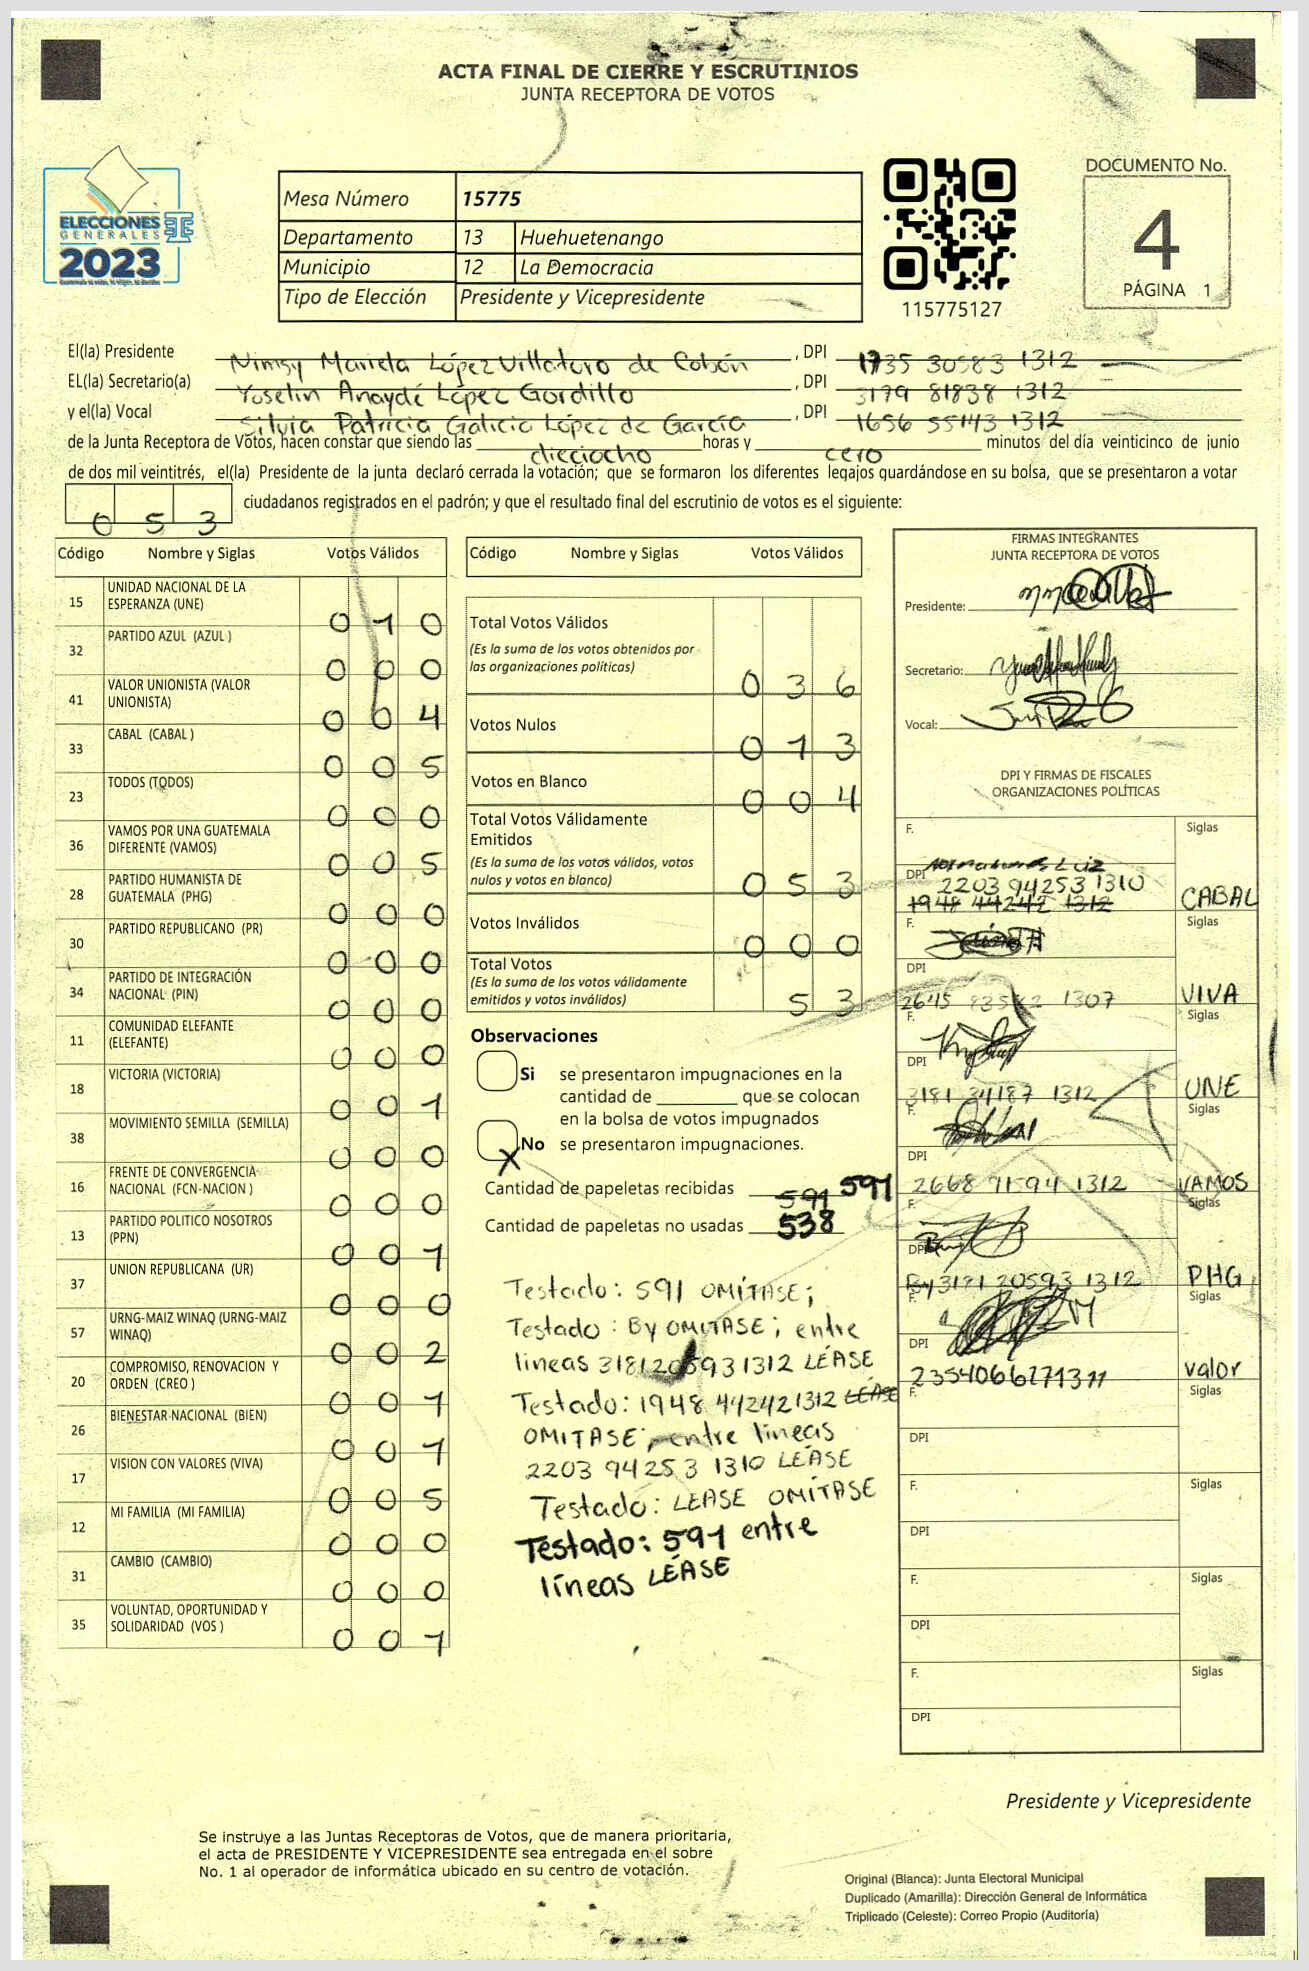 ACTA FINAL DE CIERRE Y ESCRUTINIOS
JUNTA RECEPTORA DE VOTOS
ELECCIONES
GENERALES
2023
Mesa Número 15775
Departamento 13 Huehuetenango
Municipio 12 La Democracia
Tipo de Elección Presidente y Vicepresidente
115775127
DOCUMENTO No.
4
PÁGINA 1
El(la) Presidente Nimsy Mariela López Villatoro de Cobón, DPI 1735 30583 1312
EL(la) Secretario(a) Yoselin Anaydé López Gordillo, DPI 3179 81838 1312
y el(la) Vocal Silvia Patricia Galicia López de García, DPI 1656 55143 1312
de la Junta Receptora de Votos, hacen constar que siendo las dieciocho horas y cero minutos del día veinticinco de junio
de dos mil veintitrés, el(la) Presidente de la junta declaró cerrada la votación; que se formaron los diferentes legajos guardándose en su bolsa, que se presentaron a votar
0 5 3 ciudadanos registrados en el padrón; y que el resultado final del escrutinio de votos es el siguiente:
Código Nombre y Siglas Votos Válidos
15 UNIDAD NACIONAL DE LA ESPERANZA (UNE) 0 1 0
32 PARTIDO AZUL (AZUL ) 0 0 0
41 VALOR UNIONISTA (VALOR UNIONISTA) 0 0 4
33 CABAL (CABAL ) 0 0 5
23 TODOS (TODOS) 0 0 0
36 VAMOS POR UNA GUATEMALA DIFERENTE (VAMOS) 0 0 5
28 PARTIDO HUMANISTA DE GUATEMALA (PHG) 0 0 0
30 PARTIDO REPUBLICANO (PR) 0 0 0
34 PARTIDO DE INTEGRACIÓN NACIONAL (PIN) 0 0 0
11 COMUNIDAD ELEFANTE (ELEFANTE) 0 0 0
18 VICTORIA (VICTORIA) 0 0 1
38 MOVIMIENTO SEMILLA (SEMILLA) 0 0 0
16 FRENTE DE CONVERGENCIA NACIONAL (FCN-NACION ) 0 0 0
13 PARTIDO POLITICO NOSOTROS (PPN) 0 0 1
37 UNION REPUBLICANA (UR) 0 0 0
57 URNG-MAIZ WINAQ (URNG-MAIZ WINAQ) 0 0 2
20 COMPROMISO, RENOVACION Y ORDEN (CREO ) 0 0 1
26 BIENESTAR NACIONAL (BIEN) 0 0 1
17 VISION CON VALORES (VIVA) 0 0 5
12 MI FAMILIA (MI FAMILIA) 0 0 0
31 CAMBIO (CAMBIO) 0 0 0
35 VOLUNTAD, OPORTUNIDAD Y SOLIDARIDAD (VOS ) 0 0 1
Código Nombre y Siglas Votos Válidos
Total Votos Válidos
(Es la suma de los votos obtenidos por
las organizaciones políticas) 0 3 6
Votos Nulos 0 1 3
Votos en Blanco 0 0 4
Total Votos Válidamente
Emitidos
(Es la suma de los votos válidos, votos
nulos y votos en blanco) 0 5 3
Votos Inválidos 0 0 0
Total Votos
(Es la suma de los votos válidamente
emitidos y votos inválidos) 5 3
Observaciones
Si se presentaron impugnaciones en la
cantidad de ________ que se colocan
en la bolsa de votos impugnados
X No se presentaron impugnaciones.
Cantidad de papeletas recibidas 591 591
Cantidad de papeletas no usadas 538
Testado: 591 OMÍTASE;
Testado: By OMITASE; entre
lineas 3181205931312 LÉASE
Testado: 1948 44242 1312 LÉASE
OMITASE; entre lineas
2203 94253 1310 LÉASE
Testado: LEASE OMÍTASE
Testado: 591 entre
líneas LÉASE
FIRMAS INTEGRANTES
JUNTA RECEPTORA DE VOTOS
Presidente:
Secretario:
Vocal:
DPI Y FIRMAS DE FISCALES
ORGANIZACIONES POLÍTICAS
F. Siglas
DPI 2203 94253 1310
1948 44242 1312 CABAL
F. Siglas
DPI
2645 1307 VIVA
F. Siglas
DPI
3181 34187 1312 UNE
F. Siglas
DPI
2668 91594 1312 VAMOS
F. Siglas
DPI
By 3181 20593 1312 PHG
F. Siglas
DPI
valor
F. Siglas
DPI
F. Siglas
DPI
F. Siglas
DPI
F. Siglas
DPI
Presidente y Vicepresidente
Se instruye a las Juntas Receptoras de Votos, que de manera prioritaria,
el acta de PRESIDENTE Y VICEPRESIDENTE sea entregada en el sobre
No. 1 al operador de informática ubicado en su centro de votación.
Original (Blanca): Junta Electoral Municipal
Duplicado (Amarilla): Dirección General de Informática
Triplicado (Celeste): Correo Propio (Auditoría)